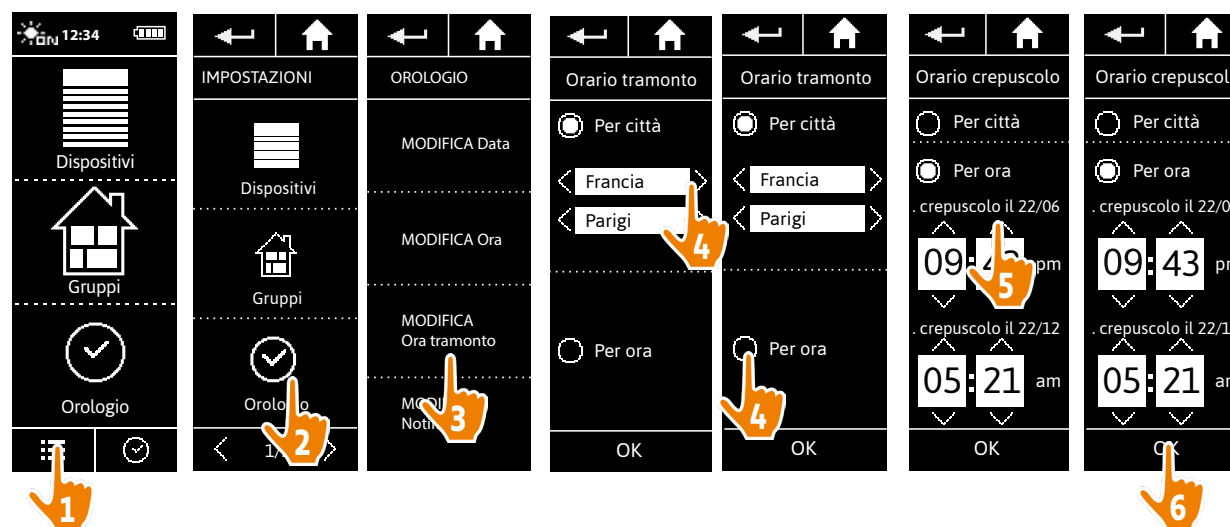 ON 12:34
Dispositivi
Gruppi
Orologio
1
IMPOSTAZIONI
Dispositivi
Gruppi
Orolo
1/
2
OROLOGIO
MODIFICA Data
MODIFICA Ora
MODIFICA
Ora tramonto
3
Orario tramonto
Per città
Francia
Parigi
4
Per ora
OK
Orario tramonto
Per città
Francia
Parigi
Per ora
4
OK
Orario crepuscolo
Per città
Per ora
. crepuscolo il 22/06
09: pm
5
. crepuscolo il 22/12
05:21 am
OK
Orario crepuscol
Per città
Per ora
. crepuscolo il 22/0
09:43
. crepuscolo il 22/1
05:21
OK
6